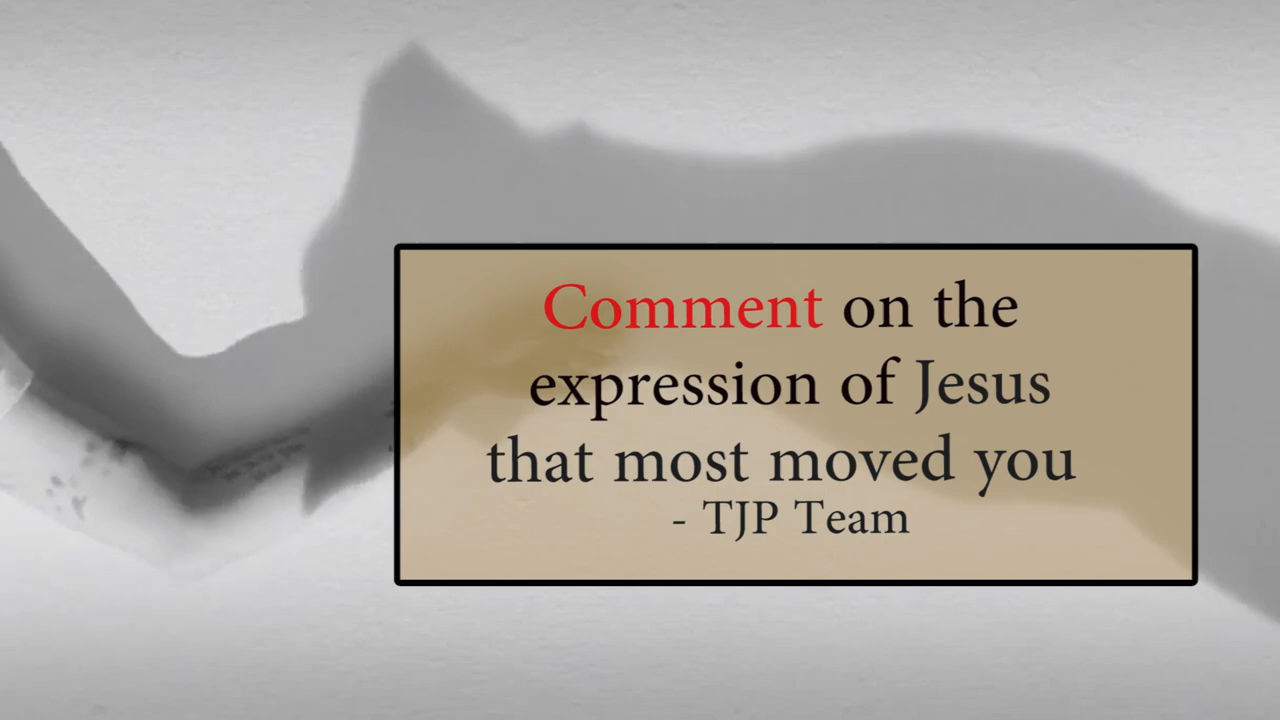 Comment on the
expression of Jesus
that most moved you
- TJP Team